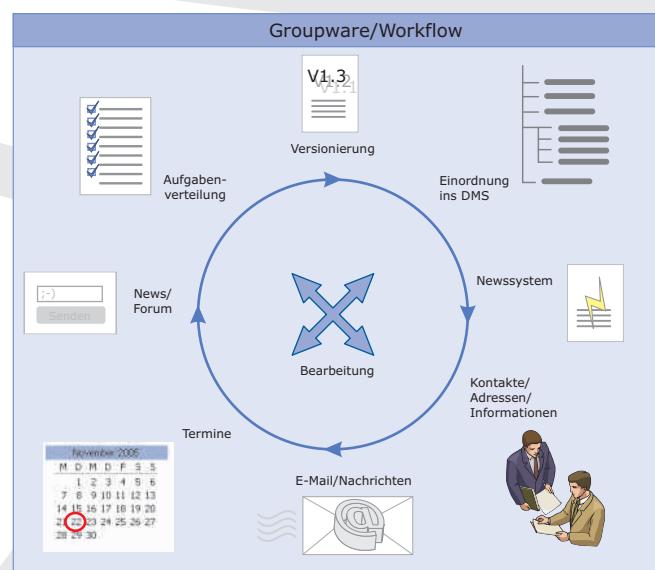 Groupware/Workflow
V1.3
V1.2
V1.1
Versionierung
Aufgaben-
verteilung
Einordnung
ins DMS
News/
Forum
;-)
Senden
Newssystem
Bearbeitung
Kontakte/
Adressen/
Informationen
Termine
E-Mail/Nachrichten
@
November 2005
M D M D F S S
1 2 3 4 5 6
7 8 9 10 11 12 13
14 15 16 17 18 19 20
21 22 23 24 25 26 27
28 29 30